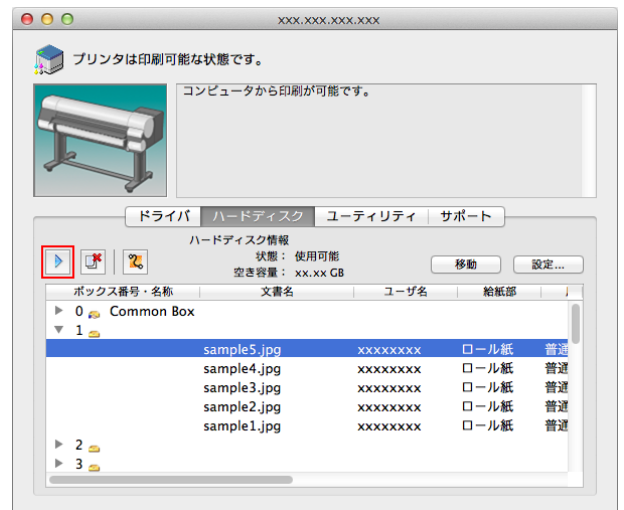 xxx.xxx.xxx.xxx
プリンタは印刷可能な状態です。
コンピュータから印刷が可能です。
ドライバ ハードディスク ユーティリティ サポート
ハードディスク情報
状態： 使用可能
空き容量： xx.xx GB
移動 設定...
ボックス番号・名称 文書名 ユーザ名 給紙部
0 Common Box
1
sample5.jpg xxxxxxxx ロール紙 普通
sample4.jpg xxxxxxxx ロール紙 普通
sample3.jpg xxxxxxxx ロール紙 普通
sample2.jpg xxxxxxxx ロール紙 普通
sample1.jpg xxxxxxxx ロール紙 普通
2
3